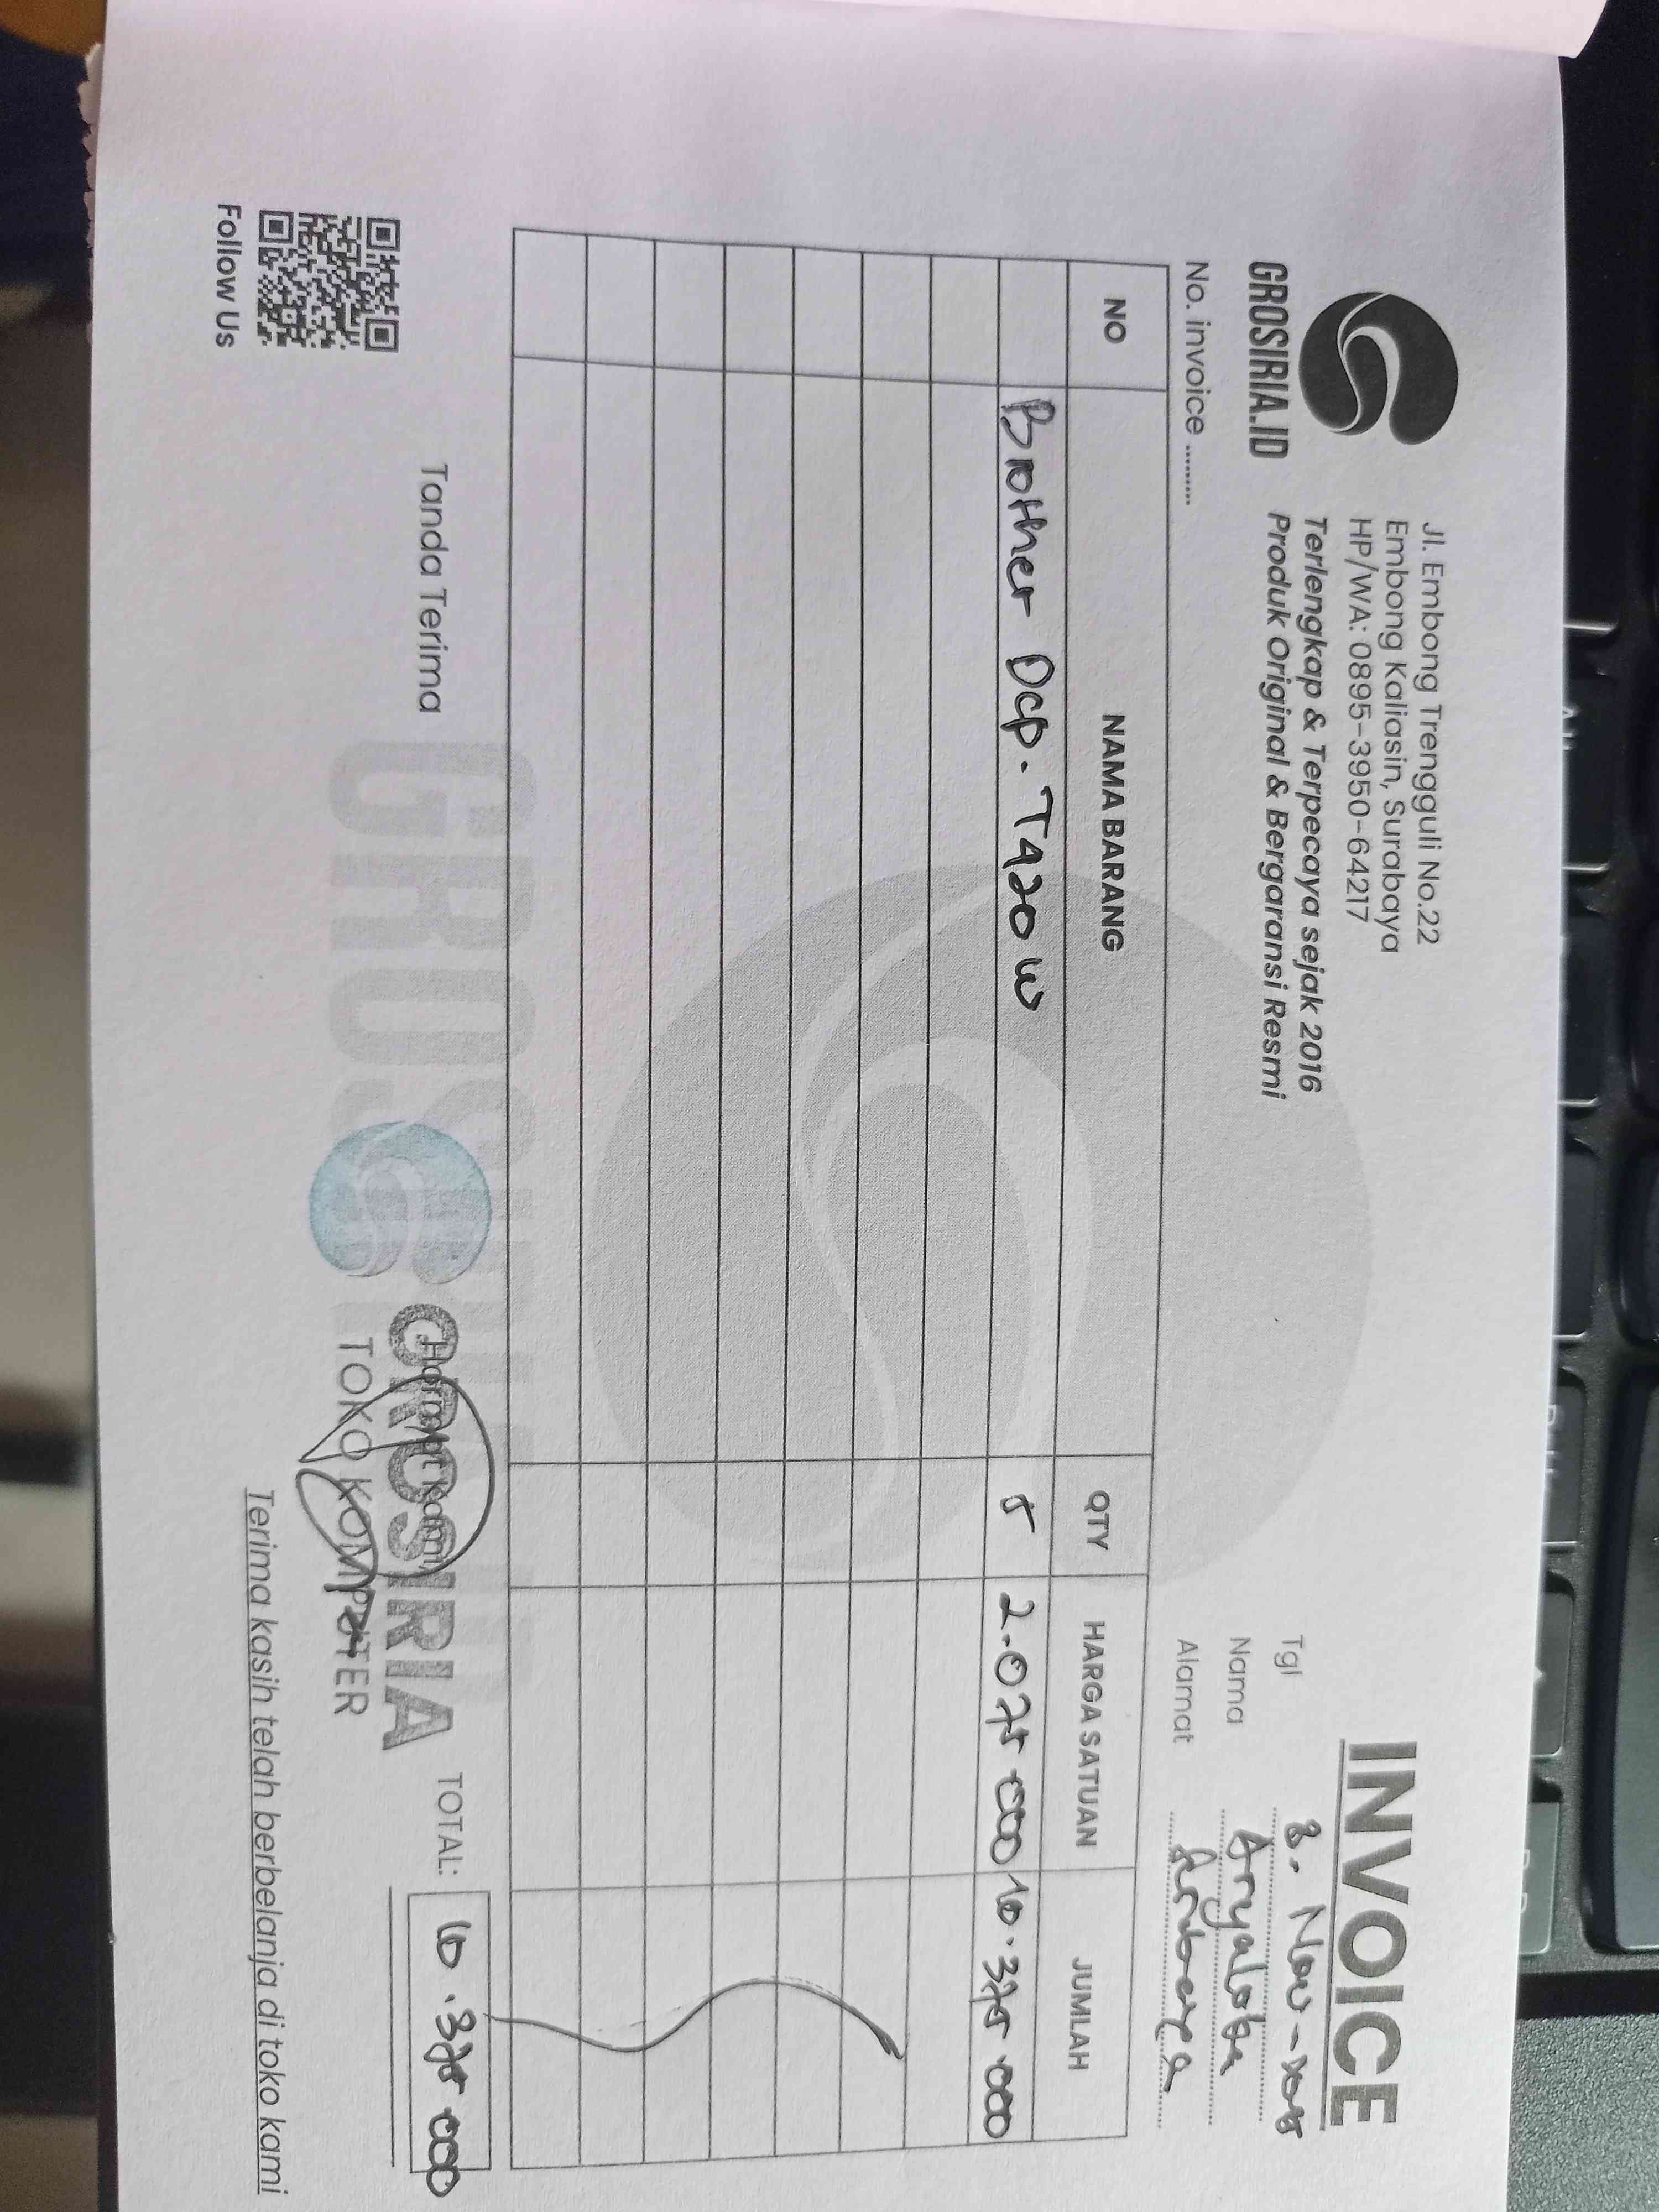 GROSIRIA.ID
Jl. Embong Trengguli No.22
Embong Kaliasin, Surabaya
HP/WA: 0895-3950-64217
Terlengkap & Terpecaya sejak 2016
Produk Original & Bergaransi Resmi
INVOICE
Tgl
Nama
Alamat Surabaya
No. invoice .........
NO NAMA BARANG QTY HARGA SATUAN JUMLAH
Brother Dcp. T420 W 5 2.075.000 10.375.000
Tanda Terima
Hormat Kami,
TOTAL: 10.375.000
GROSIRIA
TOKO KOMPUTER
Follow Us
Terima kasih telah berbelanja di toko kami